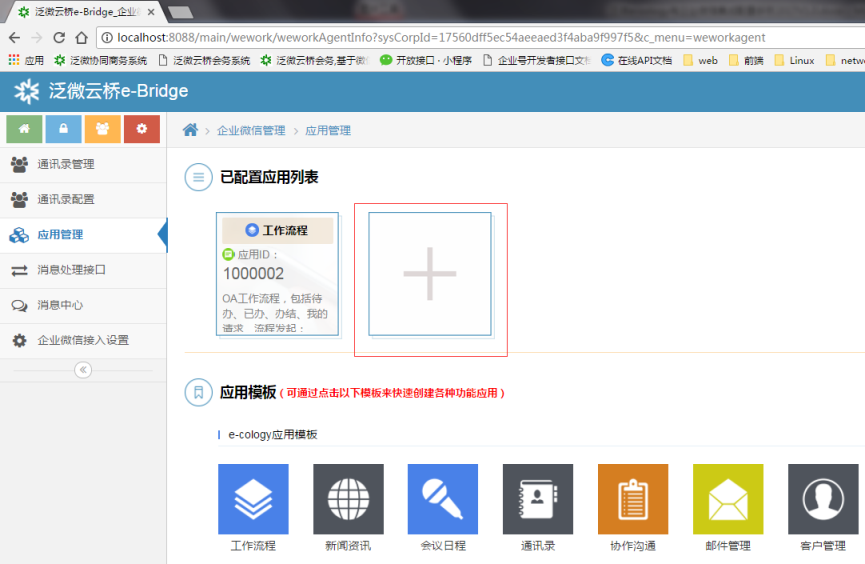 泛微云桥e-Bridge_企业
localhost:8088/main/wework/weworkAgentInfo?sysCorpId=17560dff5ec54aeeaed3f4aba9f997f5&c_menu=weworkagent
应用 泛微协同商务系统 泛微云桥会务系统 泛微云桥会务,基于微 开放接口·小程序 企业号开发者接口文 在线API文档 web 前端 Linux netw
泛微云桥e-Bridge
企业微信管理 > 应用管理
通讯录管理
通讯录配置
应用管理
消息处理接口
消息中心
企业微信接入设置
已配置应用列表
工作流程
应用ID：
1000002
OA工作流程，包括待
办、已办、办结、我的
请求、流程发起；
应用模板（可通过点击以下模板来快速创建各种功能应用）
e-cology应用模板
工作流程 新闻资讯 会议日程 通讯录 协作沟通 邮件管理 客户管理